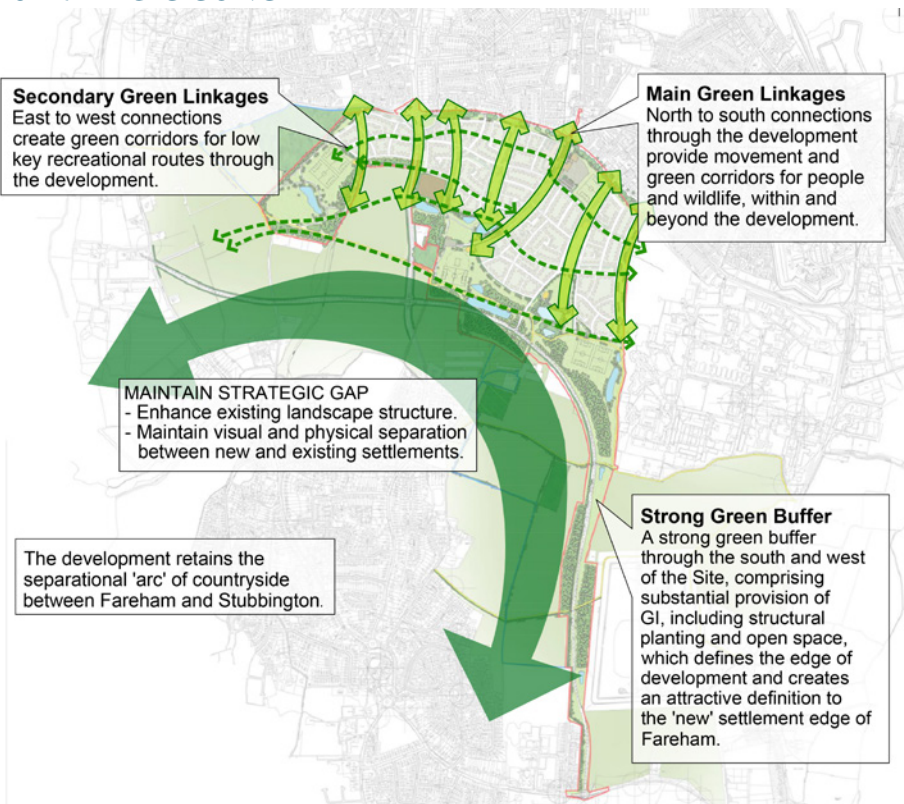 Secondary Green Linkages
East to west connections
create green corridors for low
key recreational routes through
the development.
Main Green Linkages
North to south connections
through the development
provide movement and
green corridors for people
and wildlife, within and
beyond the development.
MAINTAIN STRATEGIC GAP
- Enhance existing landscape structure.
- Maintain visual and physical separation
between new and existing settlements.
The development retains the
separational 'arc' of countryside
between Fareham and Stubbington.
Strong Green Buffer
A strong green buffer
through the south and west
of the Site, comprising
substantial provision of
GI, including structural
planting and open space,
which defines the edge of
development and creates
an attractive definition to
the 'new' settlement edge of
Fareham.